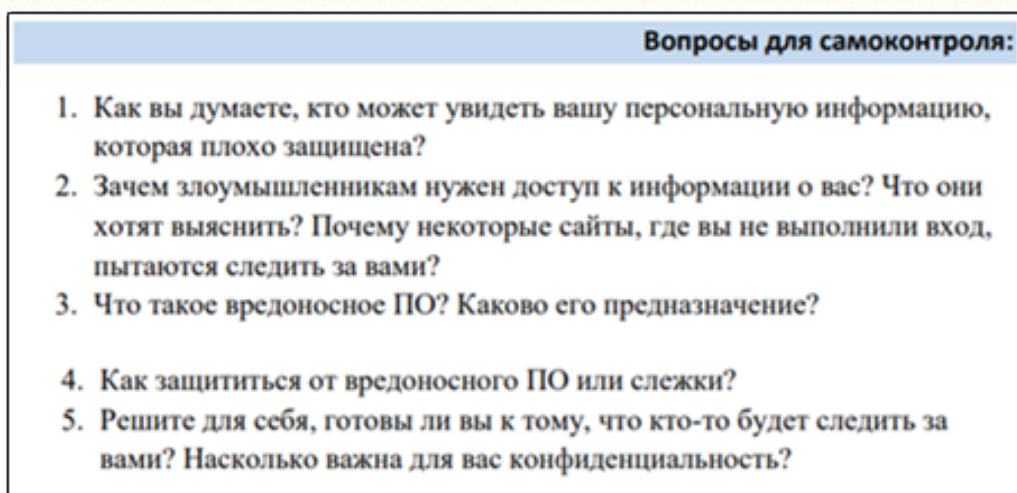 Вопросы для самоконтроля:
1. Как вы думаете, кто может увидеть вашу персональную информацию,
которая плохо защищена?
2. Зачем злоумышленникам нужен доступ к информации о вас? Что они
хотят выяснить? Почему некоторые сайты, где вы не выполнили вход,
пытаются следить за вами?
3. Что такое вредоносное ПО? Каково его предназначение?
4. Как защититься от вредоносного ПО или слежки?
5. Решите для себя, готовы ли вы к тому, что кто-то будет следить за
вами? Насколько важна для вас конфиденциальность?